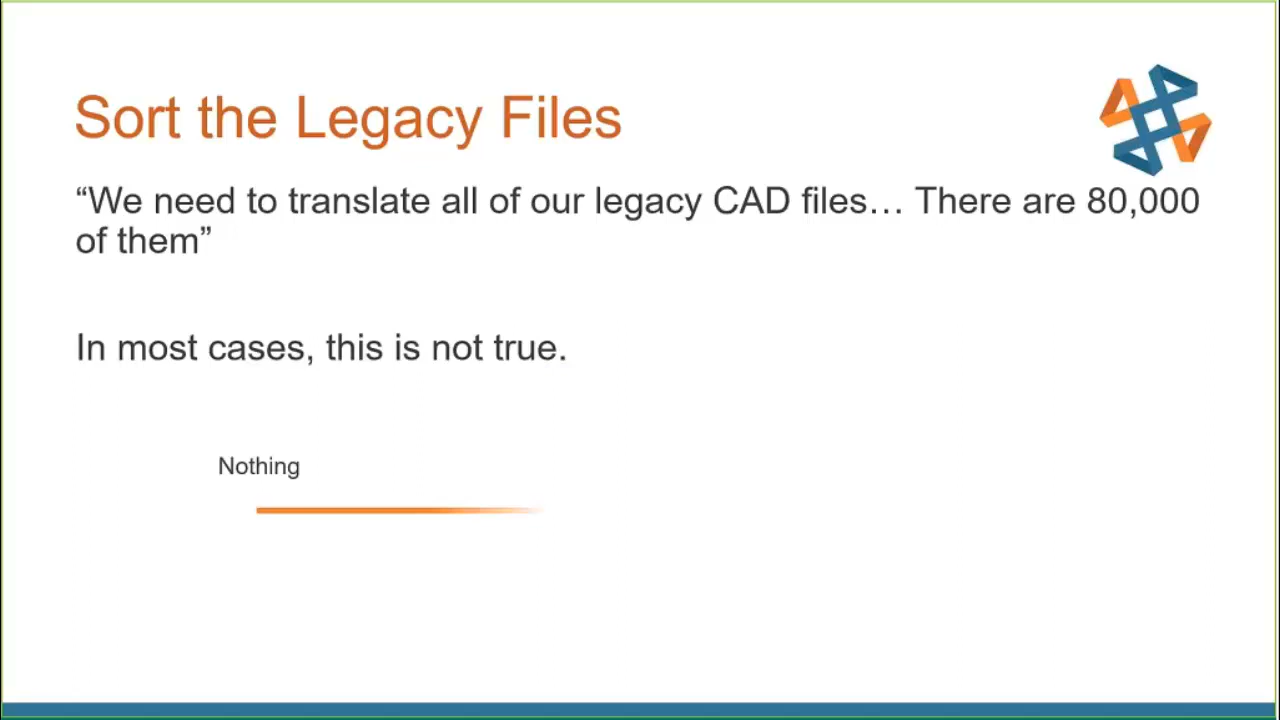 Sort the Legacy Files
“We need to translate all of our legacy CAD files… There are 80,000
of them”
In most cases, this is not true.
Nothing